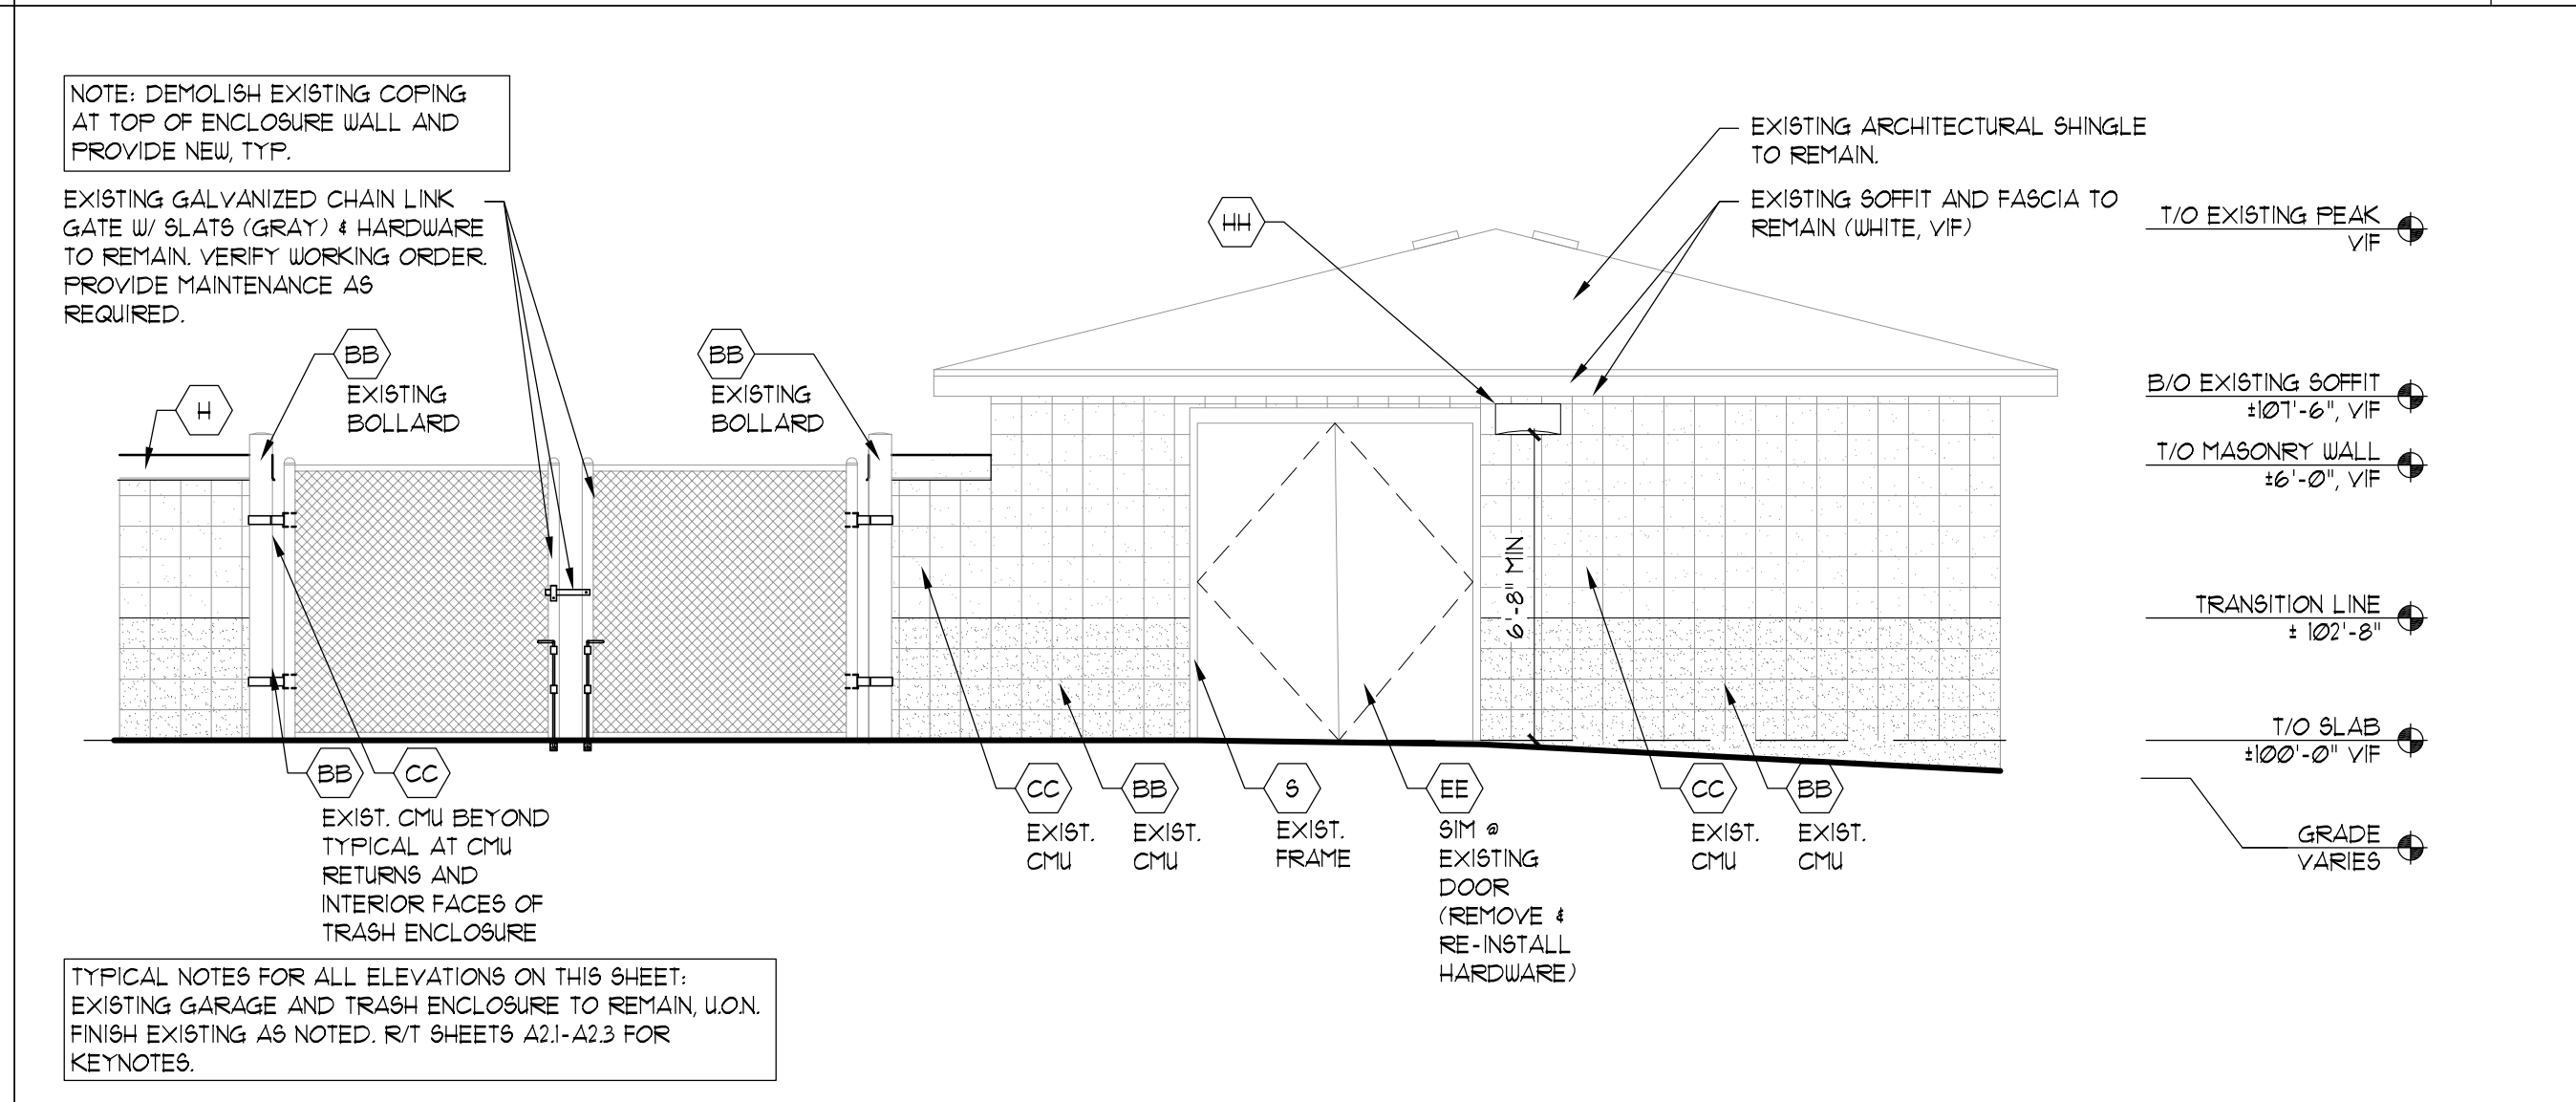 NOTE: DEMOLISH EXISTING COPING
AT TOP OF ENCLOSURE WALL AND
PROVIDE NEW, TYP.
EXISTING GALVANIZED CHAIN LINK
GATE W/ SLATS (GRAY) & HARDWARE
TO REMAIN. VERIFY WORKING ORDER.
PROVIDE MAINTENANCE AS
REQUIRED.
H
BB
EXISTING
BOLLARD
BB
EXISTING
BOLLARD
HH
EXISTING ARCHITECTURAL SHINGLE
TO REMAIN.
EXISTING SOFFIT AND FASCIA TO
REMAIN (WHITE, VIF)
T/O EXISTING PEAK
VIF
B/O EXISTING SOFFIT
±107'-6", VIF
T/O MASONRY WALL
±6'-0", VIF
TRANSITION LINE
± 102'-8"
T/O SLAB
±100'-0" VIF
GRADE
VARIES
6'-8" MIN
BB
CC
EXIST. CMU BEYOND
TYPICAL AT CMU
RETURNS AND
INTERIOR FACES OF
TRASH ENCLOSURE
CC
EXIST.
CMU
BB
EXIST.
CMU
S
EXIST.
FRAME
EE
SIM @
EXISTING
DOOR
(REMOVE &
RE-INSTALL
HARDWARE)
CC
EXIST.
CMU
BB
EXIST.
CMU
TYPICAL NOTES FOR ALL ELEVATIONS ON THIS SHEET:
EXISTING GARAGE AND TRASH ENCLOSURE TO REMAIN, U.O.N.
FINISH EXISTING AS NOTED. R/T SHEETS A2.1-A2.3 FOR
KEYNOTES.